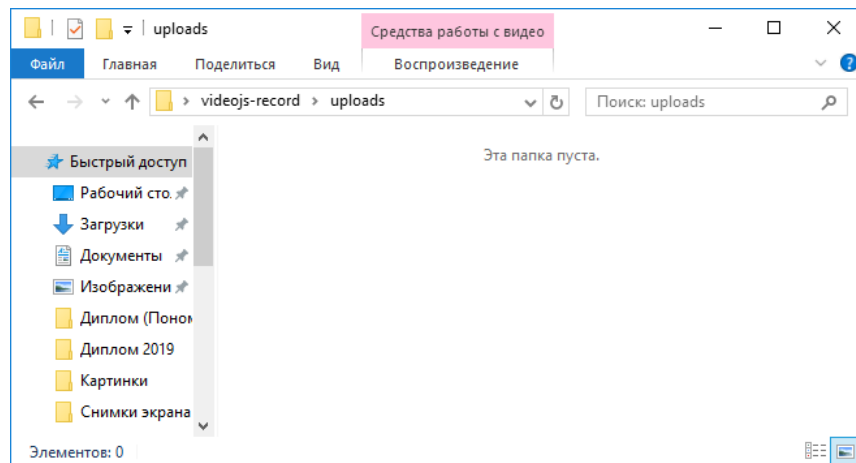 uploads
Средства работы с видео
Файл Главная Поделиться Вид Воспроизведение
videojs-record uploads
Поиск: uploads
Эта папка пуста.
Быстрый доступ
Рабочий сто.
Загрузки
Документы
Изображени
Диплом (Поно
Диплом 2019
Картинки
Снимки экрана
Элементов: 0